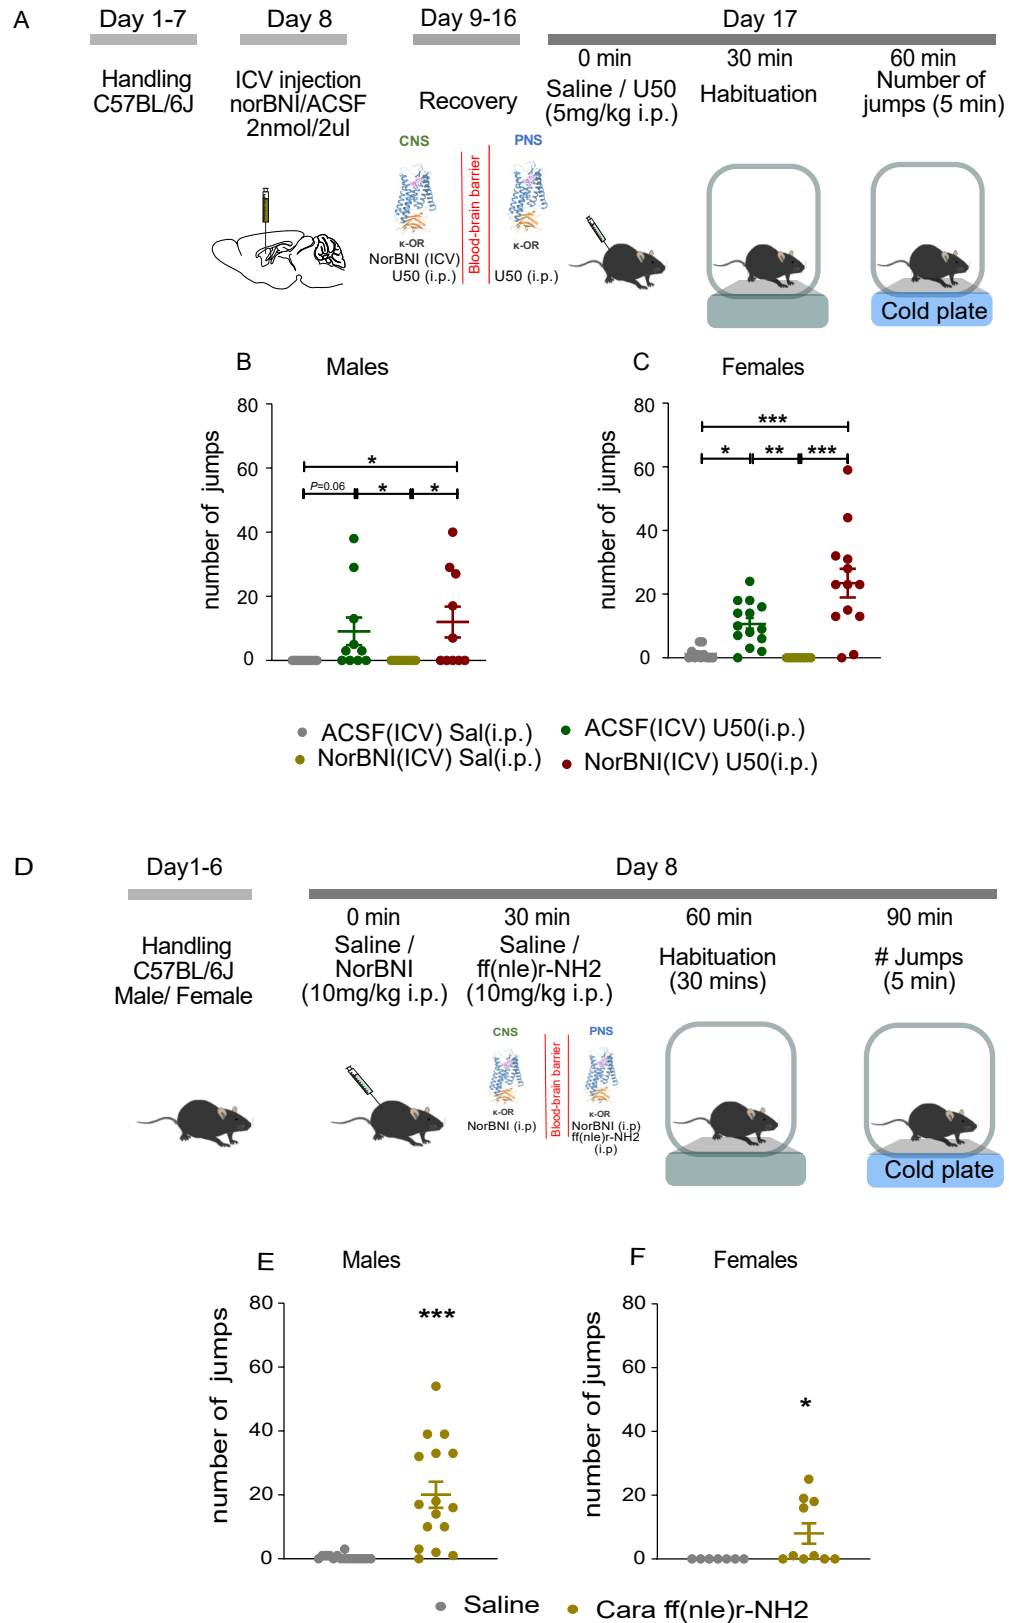 A
Day 1-7
Day 8
Day 9-16
Day 17
0 min
30 min
60 min
Handling
C57BL/6J
ICV injection
norBNI/ACSF
2nmol/2ul
Recovery
Saline / U50
(5mg/kg i.p.)
Habituation
Number of
jumps (5 min)
CNS
κ-OR
NorBNI (ICV)
U50 (i.p.)
Blood-brain barrier
PNS
κ-OR
U50 (i.p.)
Cold plate
B
Males
number of jumps
80
60
40
20
0
*
P=0.06
*
*
C
Females
number of jumps
80
60
40
20
0
***
*
**
***
ACSF(ICV) Sal(i.p.)
ACSF(ICV) U50(i.p.)
NorBNI(ICV) Sal(i.p.)
NorBNI(ICV) U50(i.p.)
D
Day1-6
Day 8
0 min
30 min
60 min
90 min
Handling
C57BL/6J
Male/ Female
Saline /
NorBNI
(10mg/kg i.p.)
Saline /
ff(nle)r-NH2
(10mg/kg i.p.)
Habituation
(30 mins)
# Jumps
(5 min)
CNS
κ-OR
NorBNI (i.p)
Blood-brain barrier
PNS
κ-OR
NorBNI (i.p)
ff(nle)r-NH2
(i.p)
Cold plate
E
Males
number of jumps
80
60
40
20
0
***
F
Females
number of jumps
80
60
40
20
0
*
Saline
Cara ff(nle)r-NH2